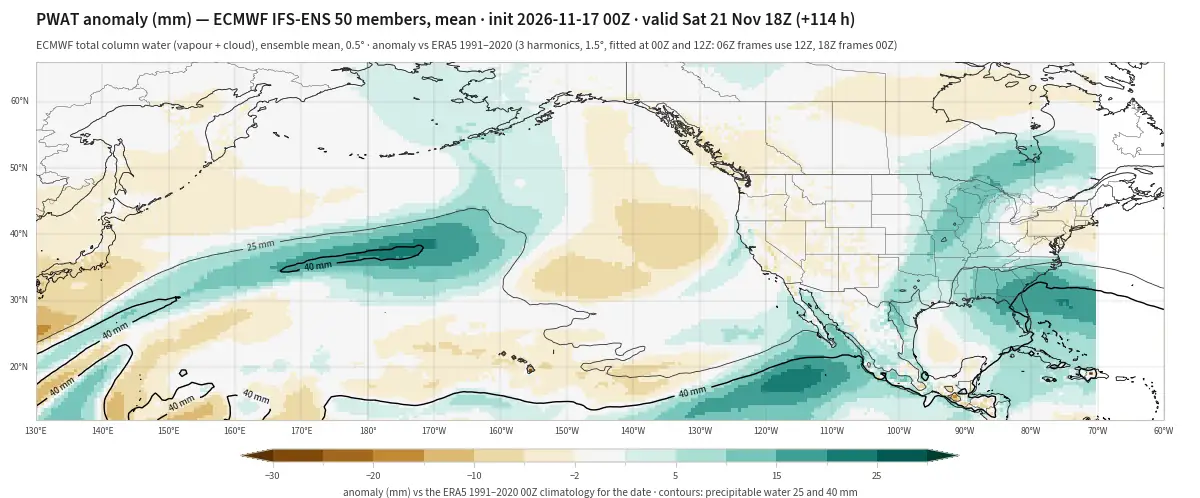 PWAT anomaly (mm) — ECMWF IFS-ENS 50 members, mean · init 2026-11-17 00Z · valid Sat 21 Nov 18Z (+114 h)
ECMWF total column water (vapour + cloud), ensemble mean, 0.5° · anomaly vs ERA5 1991–2020 (3 harmonics, 1.5°, fitted at 00Z and 12Z: 06Z frames use 12Z, 18Z frames 00Z)
60°N
50°N
40°N
30°N
20°N
25 mm
40 mm
40 mm
40 mm
40 mm
40 mm
40 mm
130°E 140°E 150°E 160°E 170°E 180° 170°W 160°W 150°W 140°W 130°W 120°W 110°W 100°W 90°W 80°W 70°W 60°W
−30 −20 −10 −2 5 15 25
anomaly (mm) vs the ERA5 1991–2020 00Z climatology for the date · contours: precipitable water 25 and 40 mm